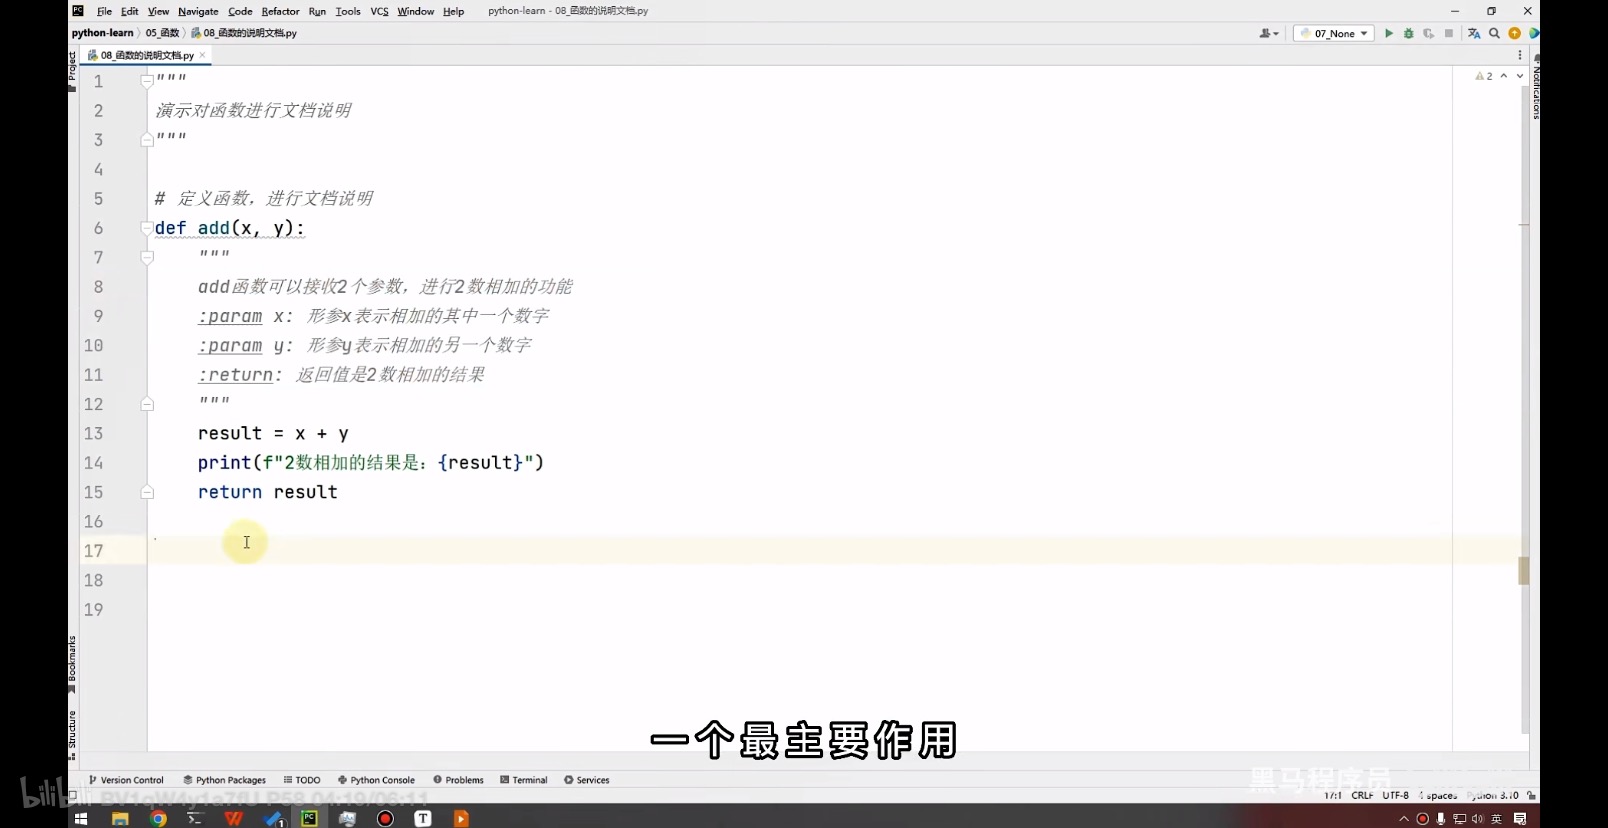 File Edit View Navigate Code Refactor Run Tools VCS Window Help python-learn - 08_函数的说明文档.py
python-learn 05_函数 08_函数的说明文档.py 07_None
Project 08_函数的说明文档.py
Notifications
2
1 """
2 演示对函数进行文档说明
3 """
4
5 # 定义函数，进行文档说明
6 def add(x, y):
7 """
8 add函数可以接收2个参数，进行2数相加的功能
9 :param x: 形参x表示相加的其中一个数字
10 :param y: 形参y表示相加的另一个数字
11 :return: 返回值是2数相加的结果
12 """
13 result = x + y
14 print(f"2数相加的结果是：{result}")
15 return result
16
17
18
19
Bookmarks
Structure
一个最主要作用
Version Control Python Packages TODO Python Console Problems Terminal Services
黑马程序员
bilibili BV1qW4y1a7fU P58 04:19/06:11
17:1 CRLF UTF-8 4 spaces Python 3.10
英